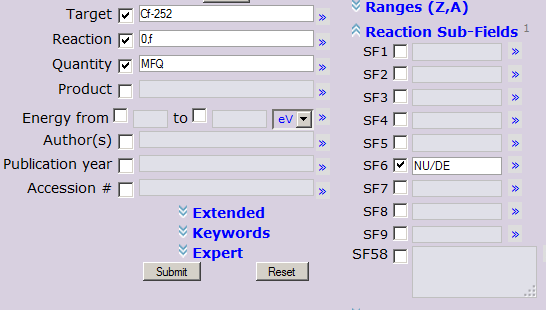 Target Cf-252 »
Reaction 0,f »
Quantity MFQ »
Product »
Energy from to eV »
Author(s) »
Publication year »
Accession # »
Extended
Keywords
Expert
Submit Reset
Ranges (Z,A)
Reaction Sub-Fields 1
SF1 »
SF2 »
SF3 »
SF4 »
SF5 »
SF6 NU/DE »
SF7 »
SF8 »
SF9 »
SF58